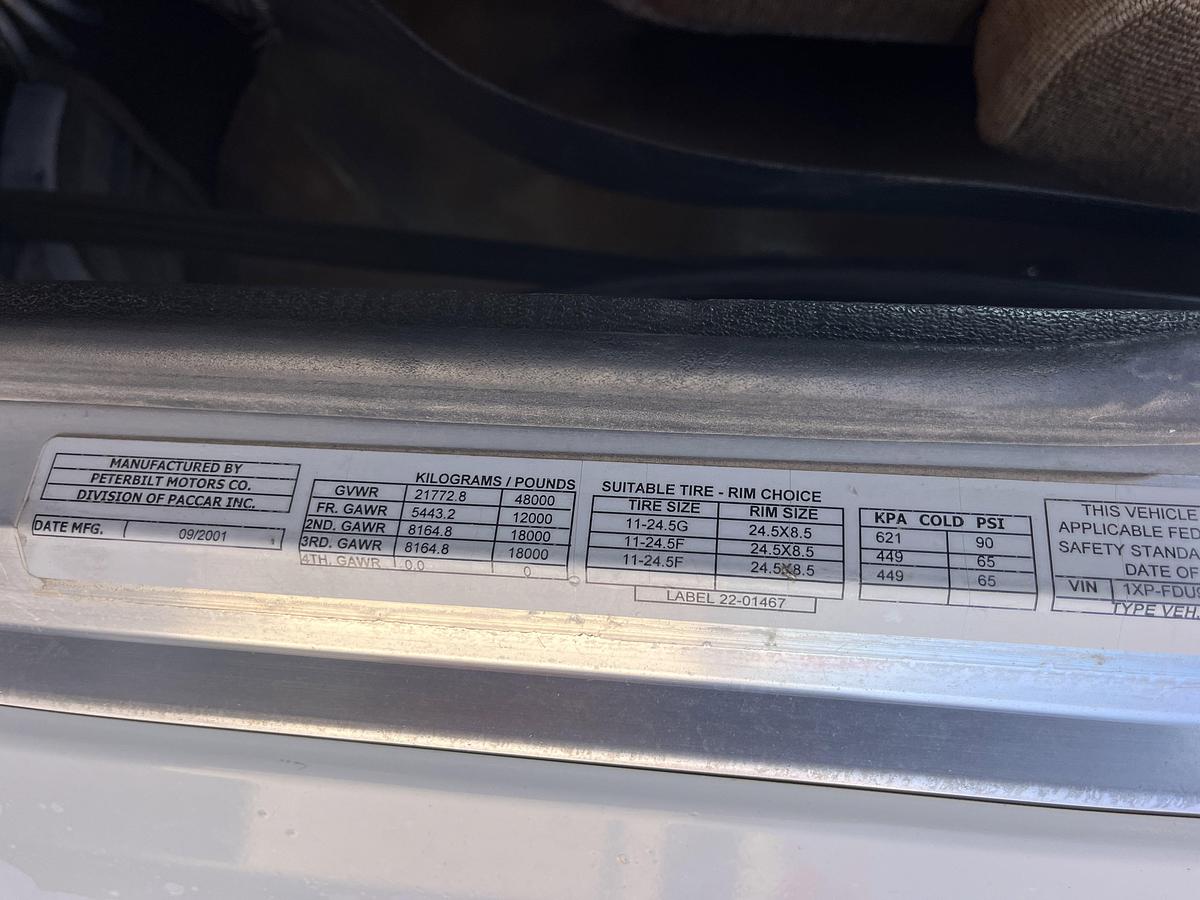 MANUFACTURED BY
PETERBILT MOTORS CO.
DIVISION OF PACCAR INC.
DATE MFG. 09/2001
KILOGRAMS / POUNDS
GVWR 21772.8 48000
FR. GAWR 5443.2 12000
2ND. GAWR 8164.8 18000
3RD. GAWR 8164.8 18000
4TH. GAWR 0.0 0
SUITABLE TIRE - RIM CHOICE
TIRE SIZE RIM SIZE
11-24.5G 24.5X8.5
11-24.5F 24.5X8.5
11-24.5F 24.5X8.5
LABEL 22-01467
KPA COLD PSI
621 90
449 65
449 65
THIS VEHICLE
APPLICABLE FED
SAFETY STANDA
DATE OF
VIN 1XP-FDU9
TYPE VEH.